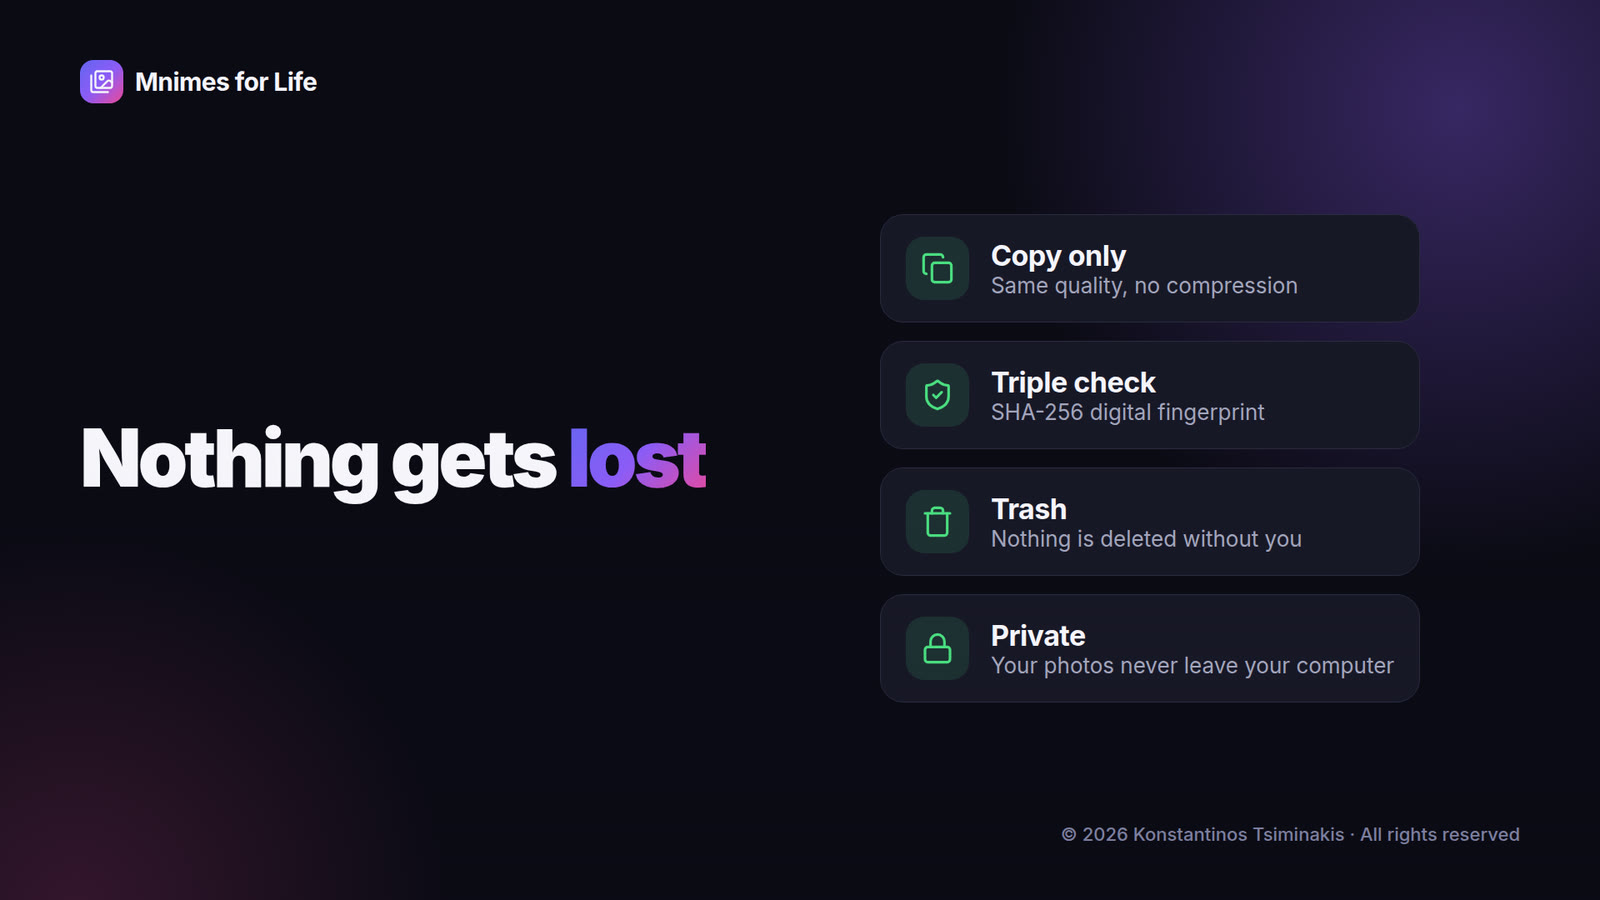 Mnimes for Life
Nothing gets lost
Copy only
Same quality, no compression
Triple check
SHA-256 digital fingerprint
Trash
Nothing is deleted without you
Private
Your photos never leave your computer
© 2026 Konstantinos Tsiminakis · All rights reserved